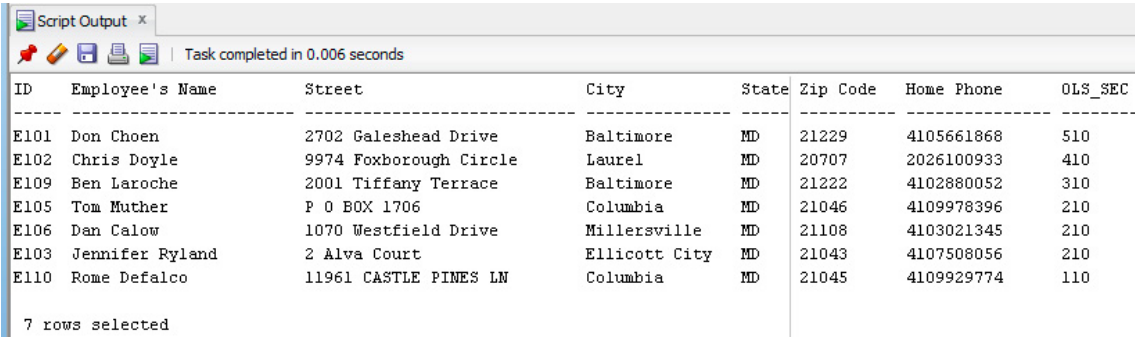 Script Output x
Task completed in 0.006 seconds
ID Employee's Name Street City State Zip Code Home Phone OLS_SEC
----- ---------------------- --------------------------- --------------- ----- ---------- --------------- ----------
E101 Don Choen 2702 Galeshead Drive Baltimore MD 21229 4105661868 510
E102 Chris Doyle 9974 Foxborough Circle Laurel MD 20707 2026100933 410
E109 Ben Laroche 2001 Tiffany Terrace Baltimore MD 21222 4102880052 310
E105 Tom Muther P O BOX 1706 Columbia MD 21046 4109978396 210
E106 Dan Calow 1070 Westfield Drive Millersville MD 21108 4103021345 210
E103 Jennifer Ryland 2 Alva Court Ellicott City MD 21043 4107508056 210
E110 Rome Defalco 11961 CASTLE PINES LN Columbia MD 21045 4109929774 110
7 rows selected